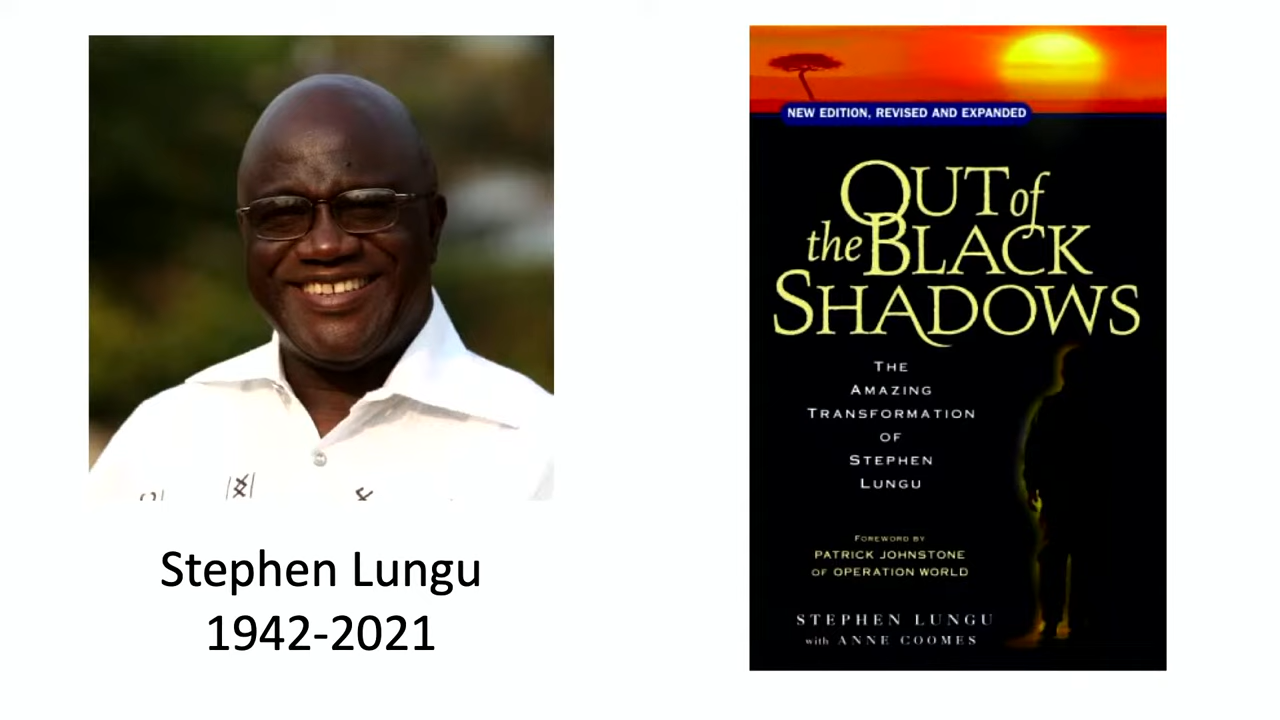 Stephen Lungu
1942-2021
NEW EDITION, REVISED AND EXPANDED
OUT of
the BLACK
SHADOWS
THE
AMAZING
TRANSFORMATION
OF
STEPHEN
LUNGU
FOREWORD BY
PATRICK JOHNSTONE
OF OPERATION WORLD
STEPHEN LUNGU
with ANNE COOMES